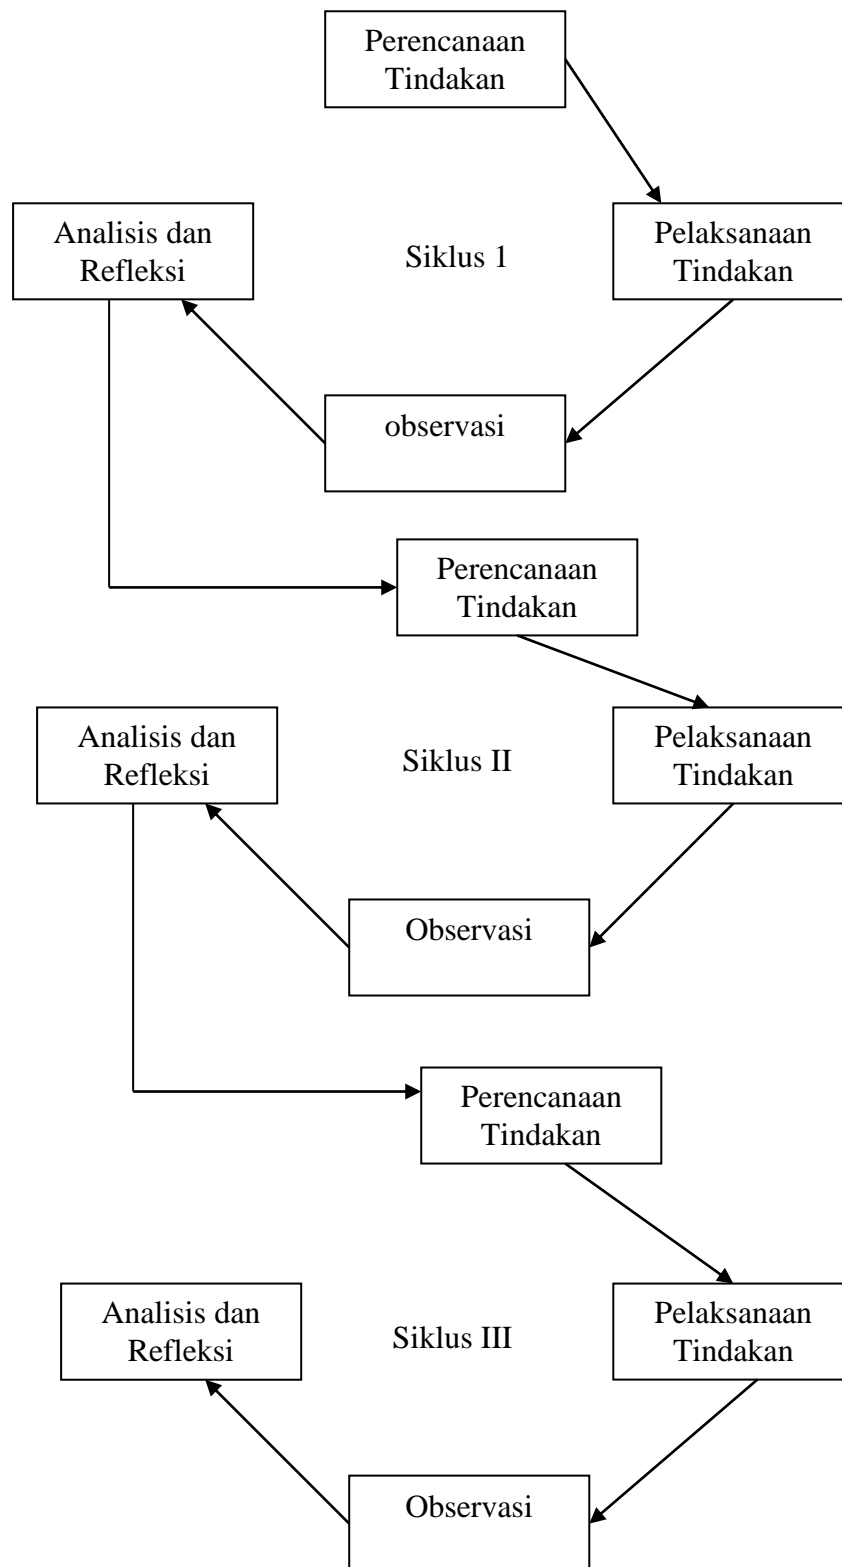 Perencanaan
Tindakan
Analisis dan
Refleksi
Siklus 1
Pelaksanaan
Tindakan
observasi
Perencanaan
Tindakan
Analisis dan
Refleksi
Siklus II
Pelaksanaan
Tindakan
Observasi
Perencanaan
Tindakan
Analisis dan
Refleksi
Siklus III
Pelaksanaan
Tindakan
Observasi